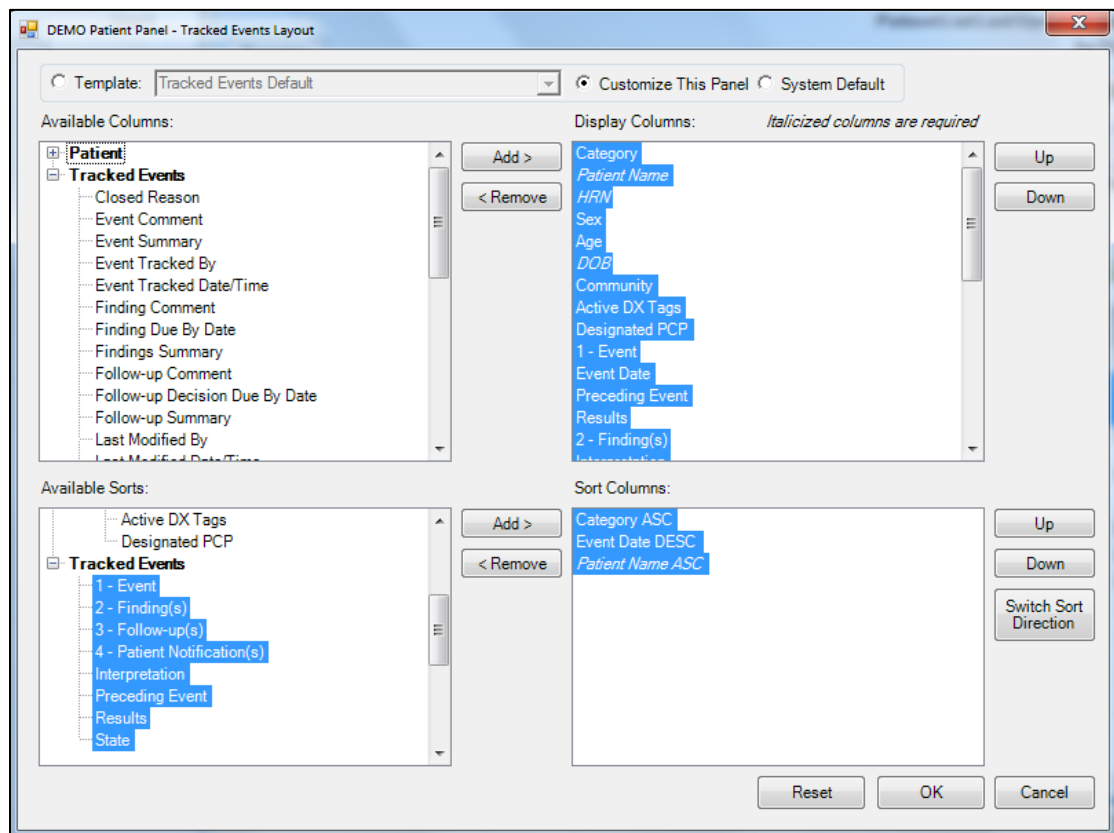 DEMO Patient Panel - Tracked Events Layout
Template: Tracked Events Default Customize This Panel System Default
Available Columns:
Patient
Tracked Events
Closed Reason
Event Comment
Event Summary
Event Tracked By
Event Tracked Date/Time
Finding Comment
Finding Due By Date
Findings Summary
Follow-up Comment
Follow-up Decision Due By Date
Follow-up Summary
Last Modified By
Last Modified Date/Time
Add >
< Remove
Display Columns: Italicized columns are required
Category
Patient Name
HRN
Sex
Age
DOB
Community
Active DX Tags
Designated PCP
1 - Event
Event Date
Preceding Event
Results
2 - Finding(s)
Interpretation
Up
Down
Available Sorts:
Active DX Tags
Designated PCP
Tracked Events
1 - Event
2 - Finding(s)
3 - Follow-up(s)
4 - Patient Notification(s)
Interpretation
Preceding Event
Results
State
Add >
< Remove
Sort Columns:
Category ASC
Event Date DESC
Patient Name ASC
Up
Down
Switch Sort
Direction
Reset OK Cancel